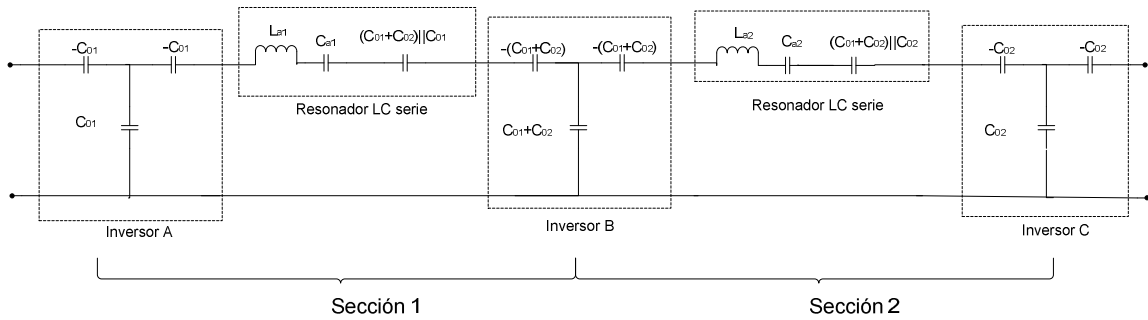 -C01
-C01
C01
Inversor A
La1
Ca1
(C01+C02)||C01
Resonador LC serie
-(C01+C02)
-(C01+C02)
C01+C02
Inversor B
La2
Ca2
(C01+C02)||C02
Resonador LC serie
-C02
-C02
C02
Inversor C
Sección 1
Sección 2